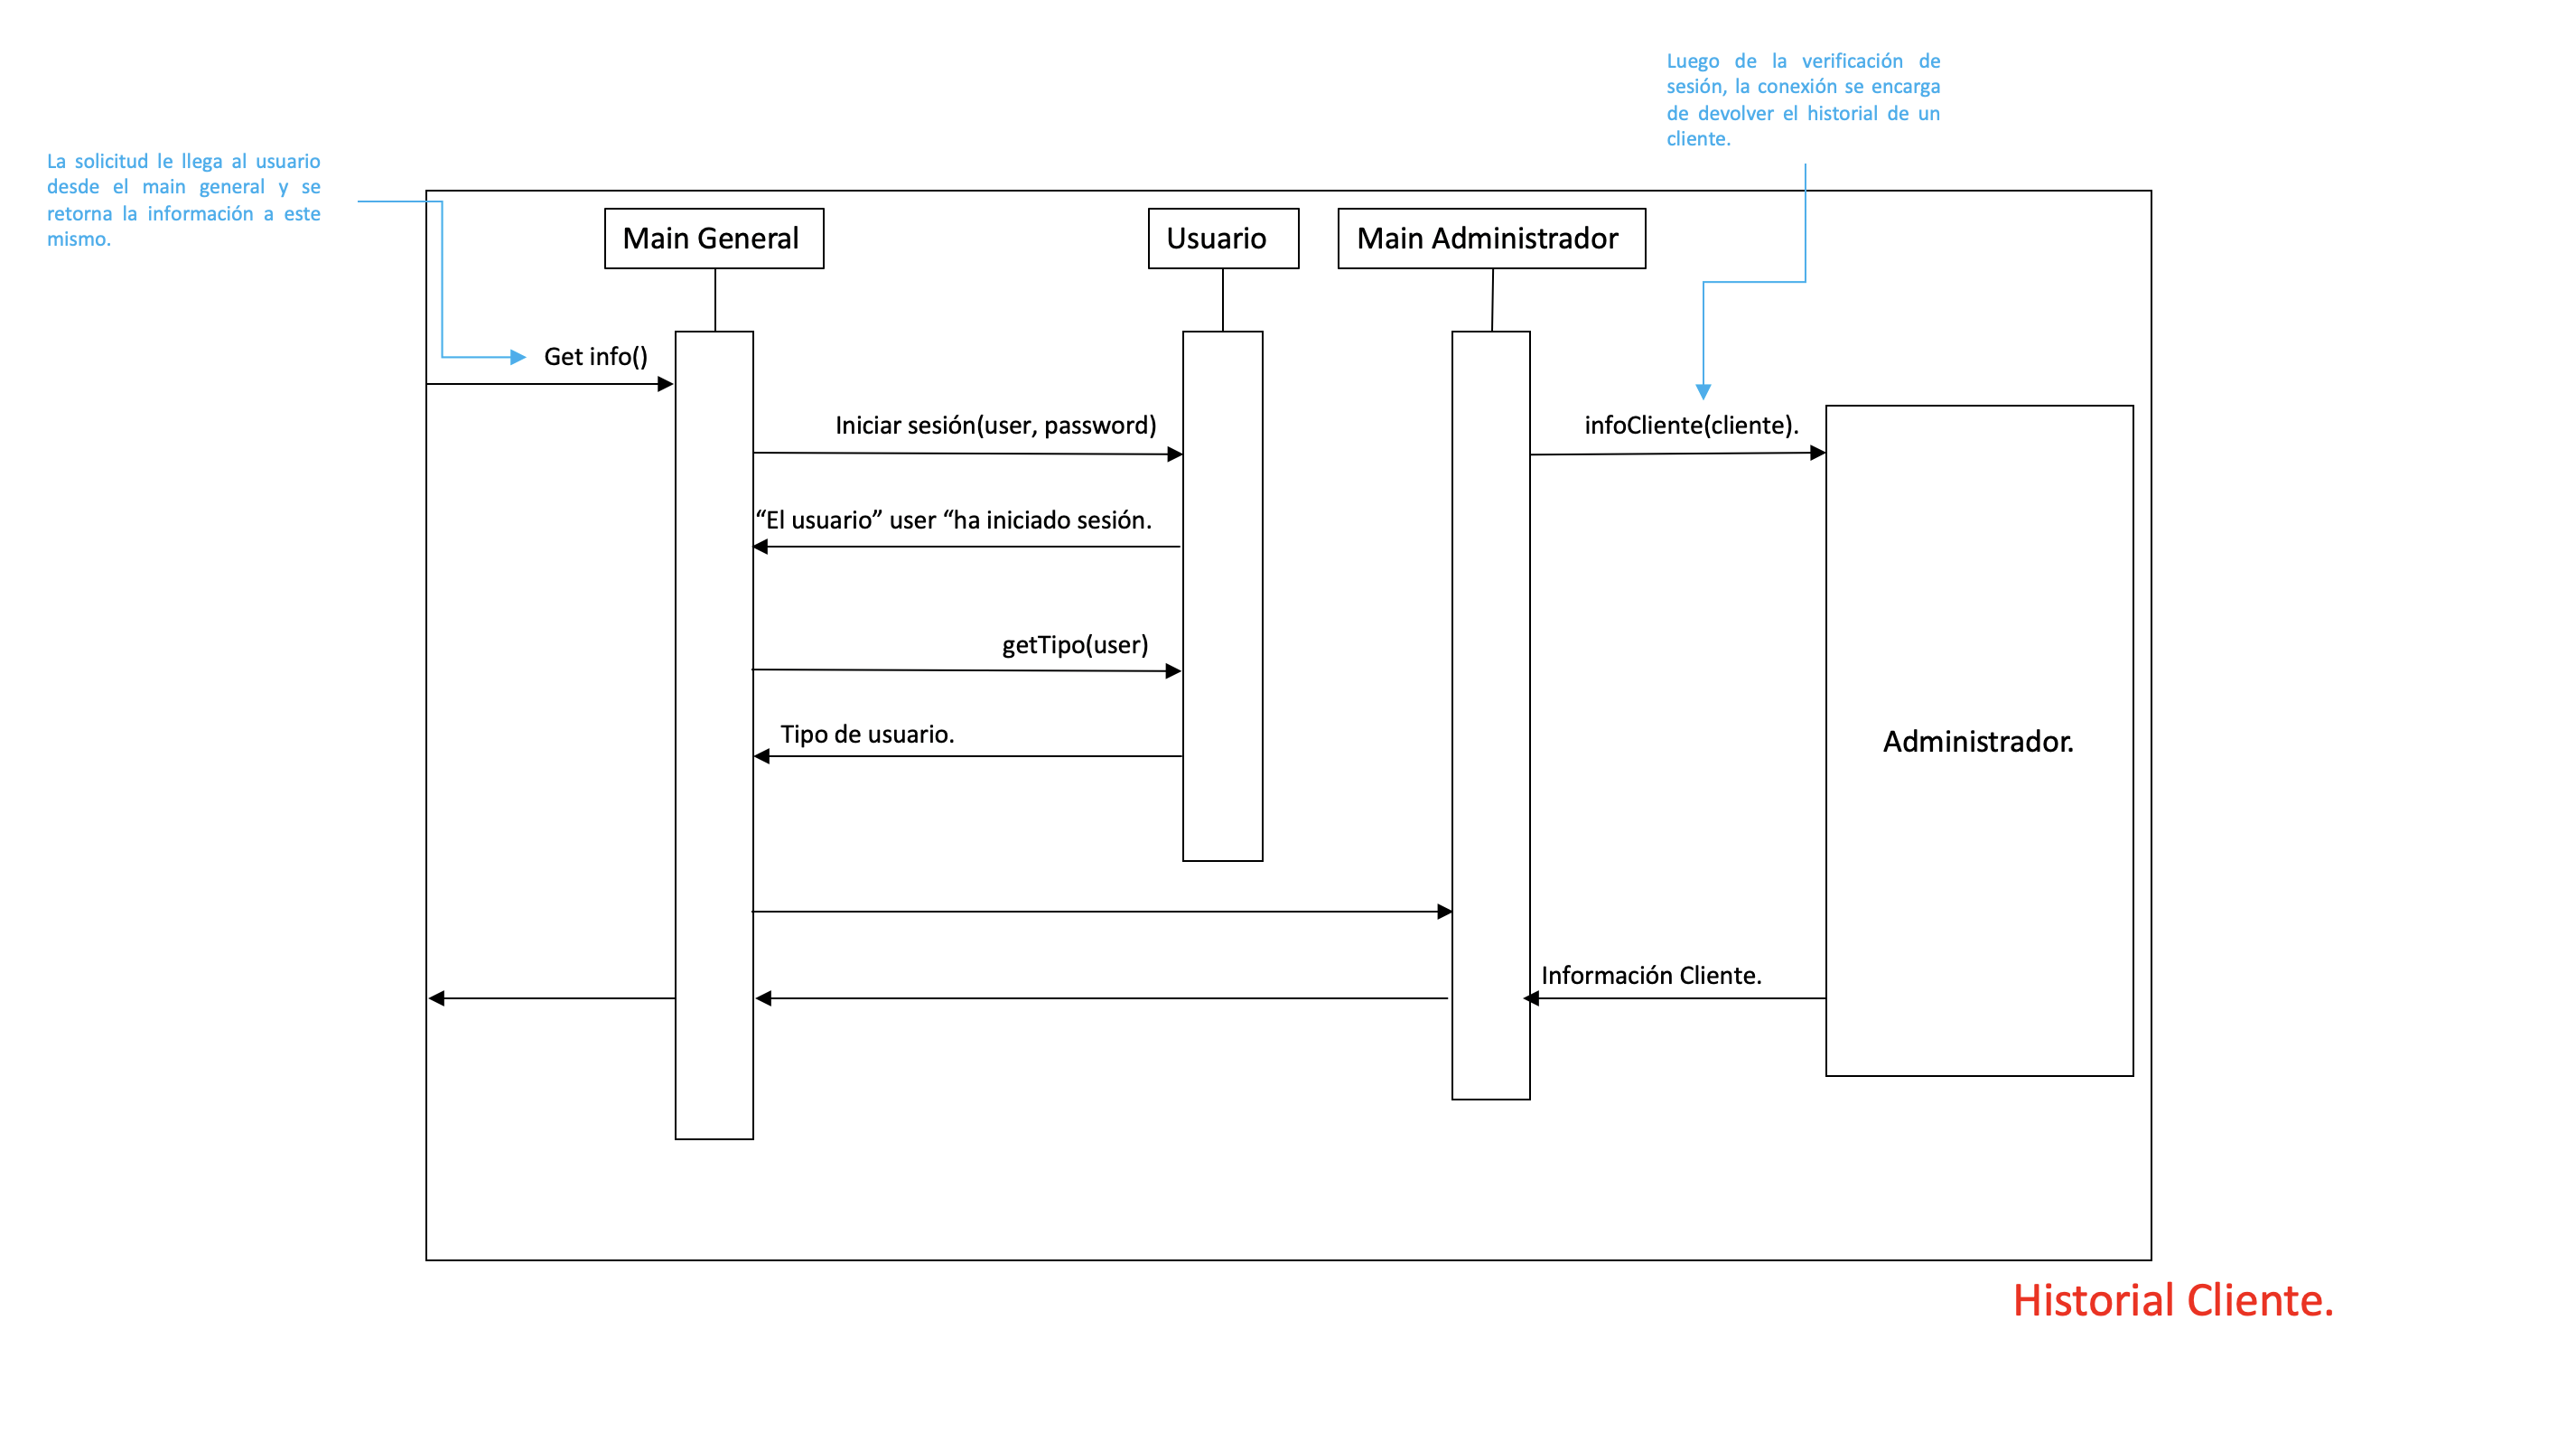 Luego de la verificación de
sesión, la conexión se encarga
de devolver el historial de un
cliente.
La solicitud le llega al usuario
desde el main general y se
retorna la información a este
mismo.
Main General
Usuario
Main Administrador
Get info()
Iniciar sesión(user, password)
infoCliente(cliente).
“El usuario” user “ha iniciado sesión.
getTipo(user)
Tipo de usuario.
Administrador.
Información Cliente.
Historial Cliente.